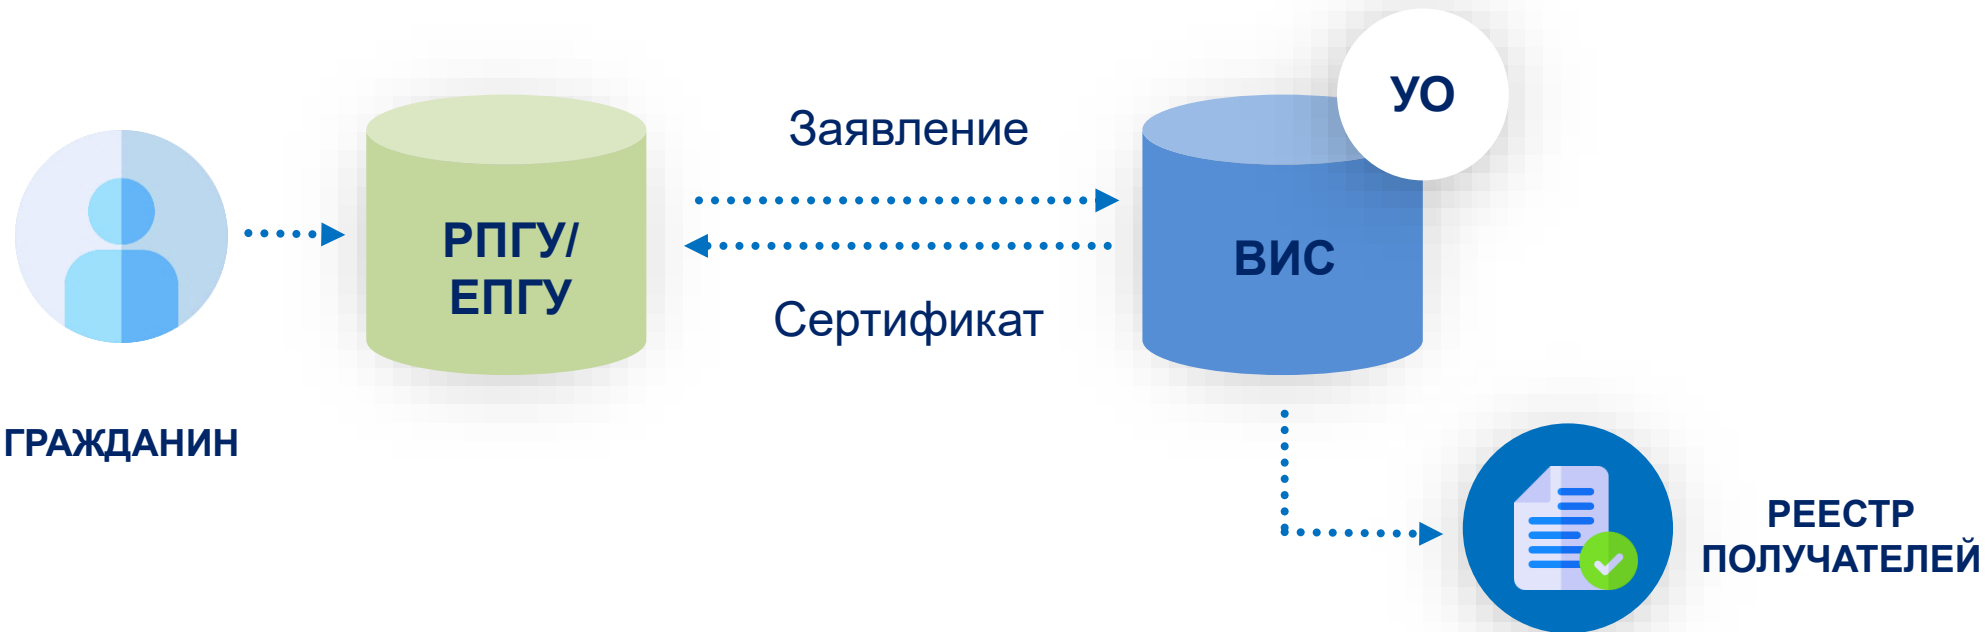 УО
Заявление
РПГУ/
ЕПГУ
ВИС
Сертификат
ГРАЖДАНИН
РЕЕСТР
ПОЛУЧАТЕЛЕЙ